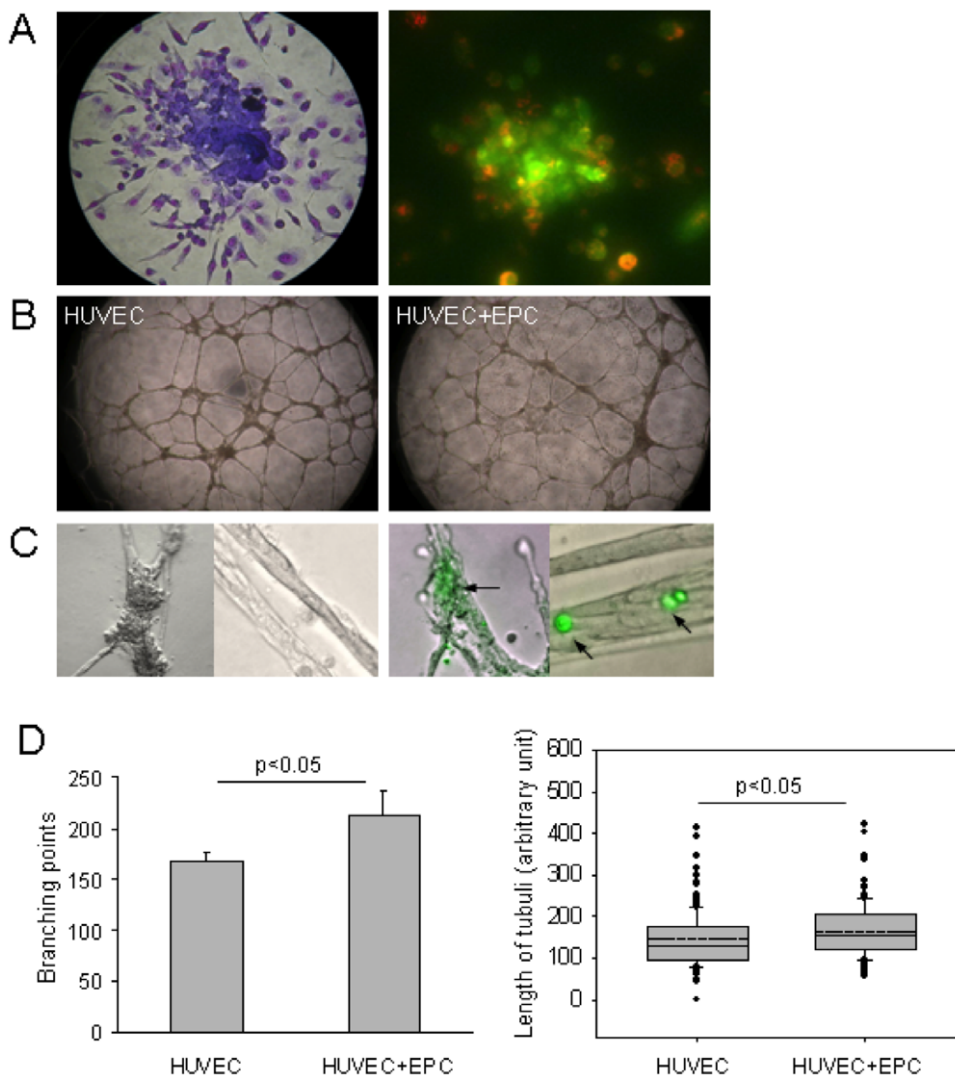 A
B
HUVEC
HUVEC+EPC
C
D
p<0.05
250
200
150
100
50
0
Branching points
HUVEC
HUVEC+EPC
600
500
400
300
200
100
0
p<0.05
Length of tubuli (arbitrary unit)
HUVEC
HUVEC+EPC